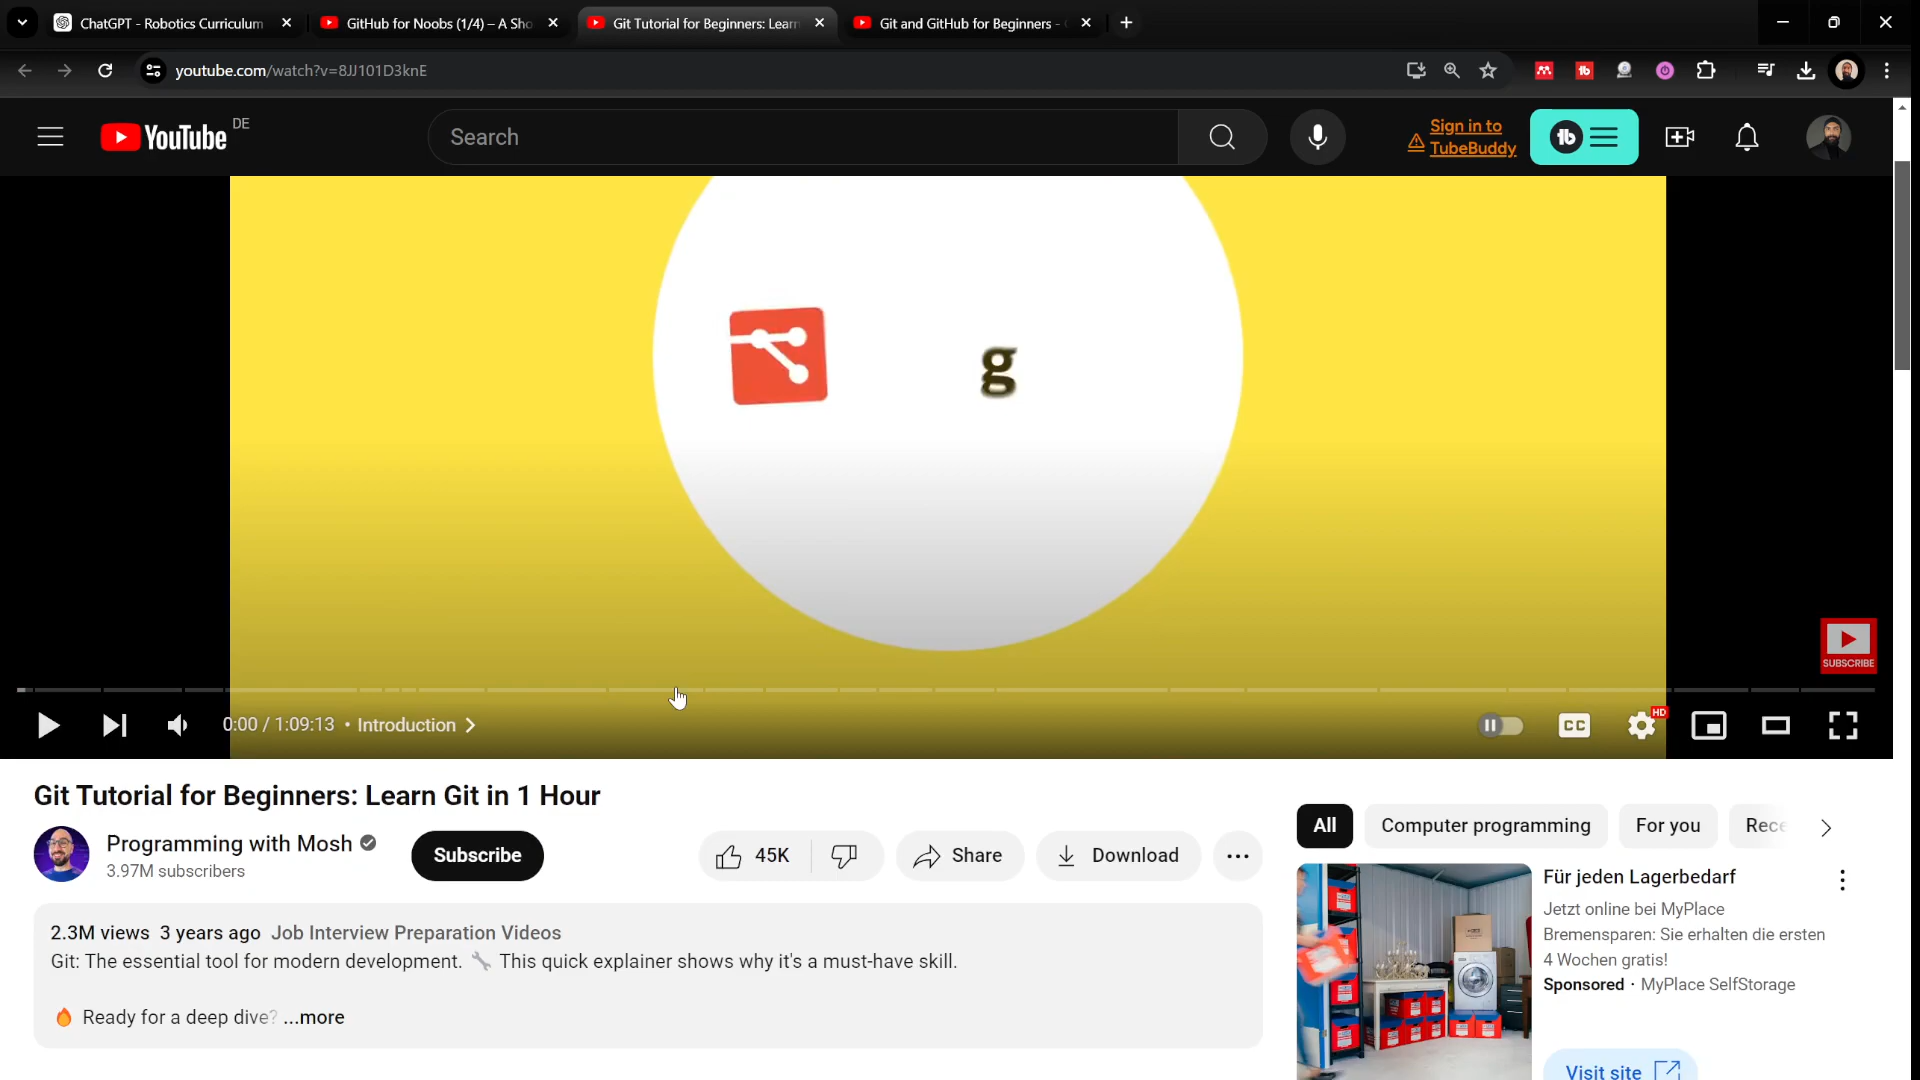 ChatGPT - Robotics Curriculum
GitHub for Noobs (1/4) – A Sho
Git Tutorial for Beginners: Learn
Git and GitHub for Beginners -
youtube.com/watch?v=8JJ101D3knE
YouTube DE
Search
Sign in to
TubeBuddy
g
SUBSCRIBE
0:00 / 1:09:13 • Introduction
CC
HD
Git Tutorial for Beginners: Learn Git in 1 Hour
Programming with Mosh
3.97M subscribers
Subscribe
45K
Share
Download
2.3M views 3 years ago Job Interview Preparation Videos
Git: The essential tool for modern development. 🔧 This quick explainer shows why it's a must-have skill.
🔥 Ready for a deep dive? ...more
All
Computer programming
For you
Rece
Für jeden Lagerbedarf
Jetzt online bei MyPlace
Bremensparen: Sie erhalten die ersten
4 Wochen gratis!
Sponsored · MyPlace SelfStorage
Visit site